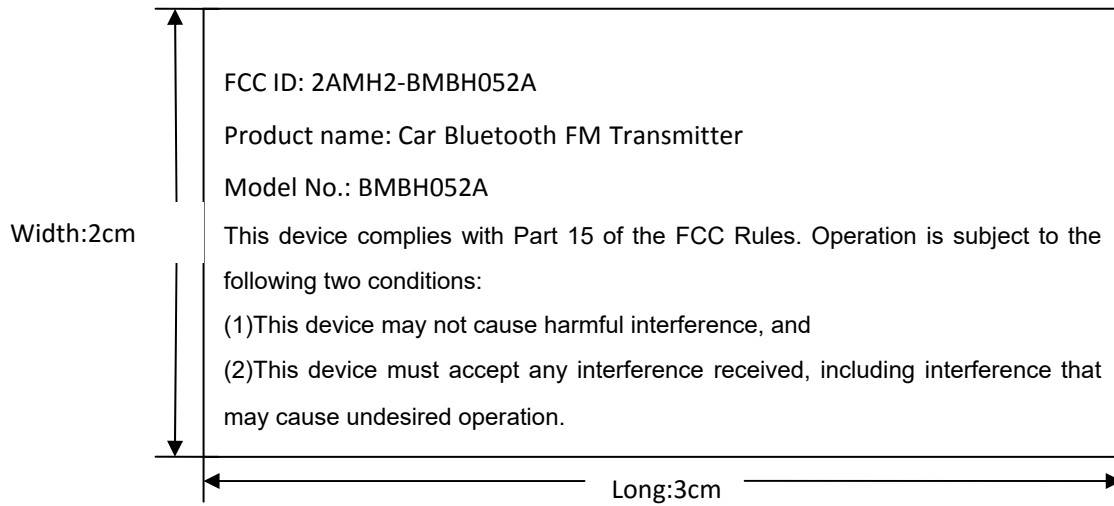 FCC ID: 2AMH2-BMBH052A
Product name: Car Bluetooth FM Transmitter
Model No.: BMBH052A
Width:2cm
This device complies with Part 15 of the FCC Rules. Operation is subject to the
following two conditions:
(1)This device may not cause harmful interference, and
(2)This device must accept any interference received, including interference that
may cause undesired operation.
Long:3cm